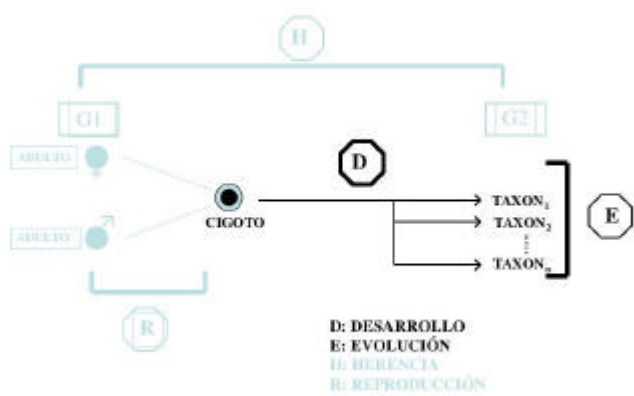 H
G1
G2
ADULTO
D
TAXON1
E
TAXON2
CIGOTO
ADULTO
TAXONn
R
D: DESARROLLO
E: EVOLUCIÓN
H: HERENCIA
R: REPRODUCCIÓN